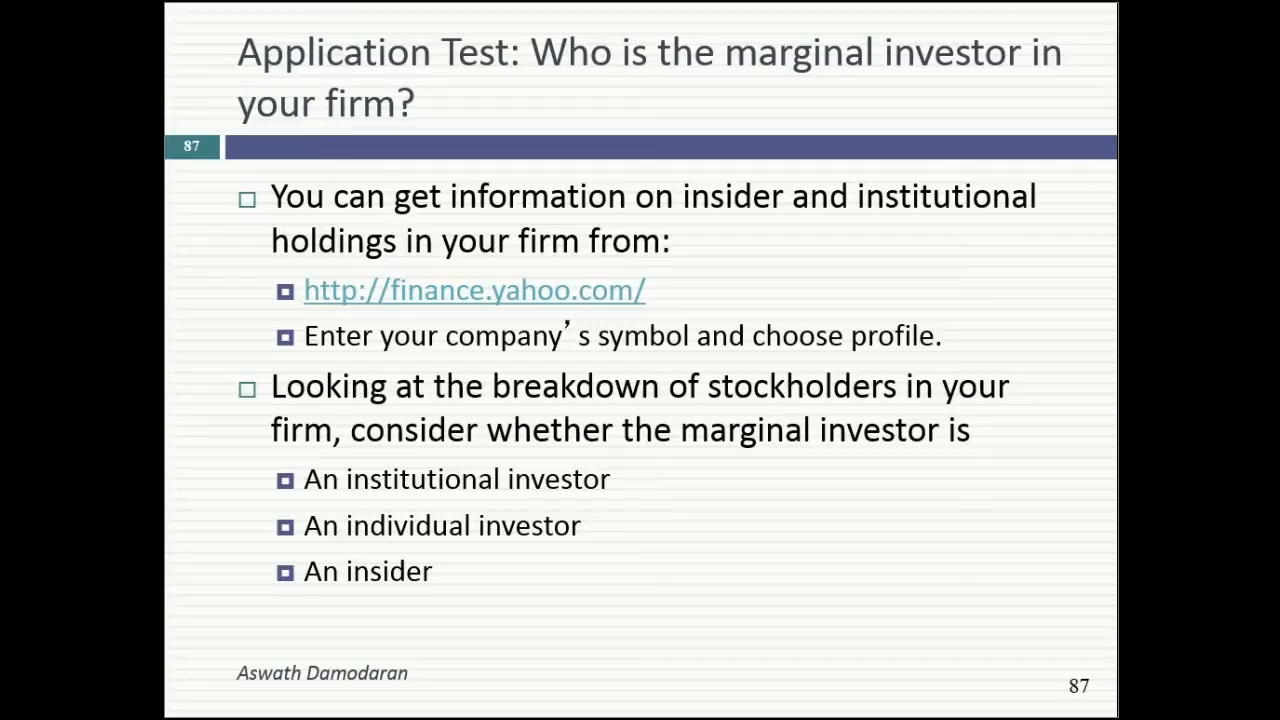 Application Test: Who is the marginal investor in
your firm?
87
You can get information on insider and institutional
holdings in your firm from:
http://finance.yahoo.com/
Enter your company’s symbol and choose profile.
Looking at the breakdown of stockholders in your
firm, consider whether the marginal investor is
An institutional investor
An individual investor
An insider
Aswath Damodaran
87